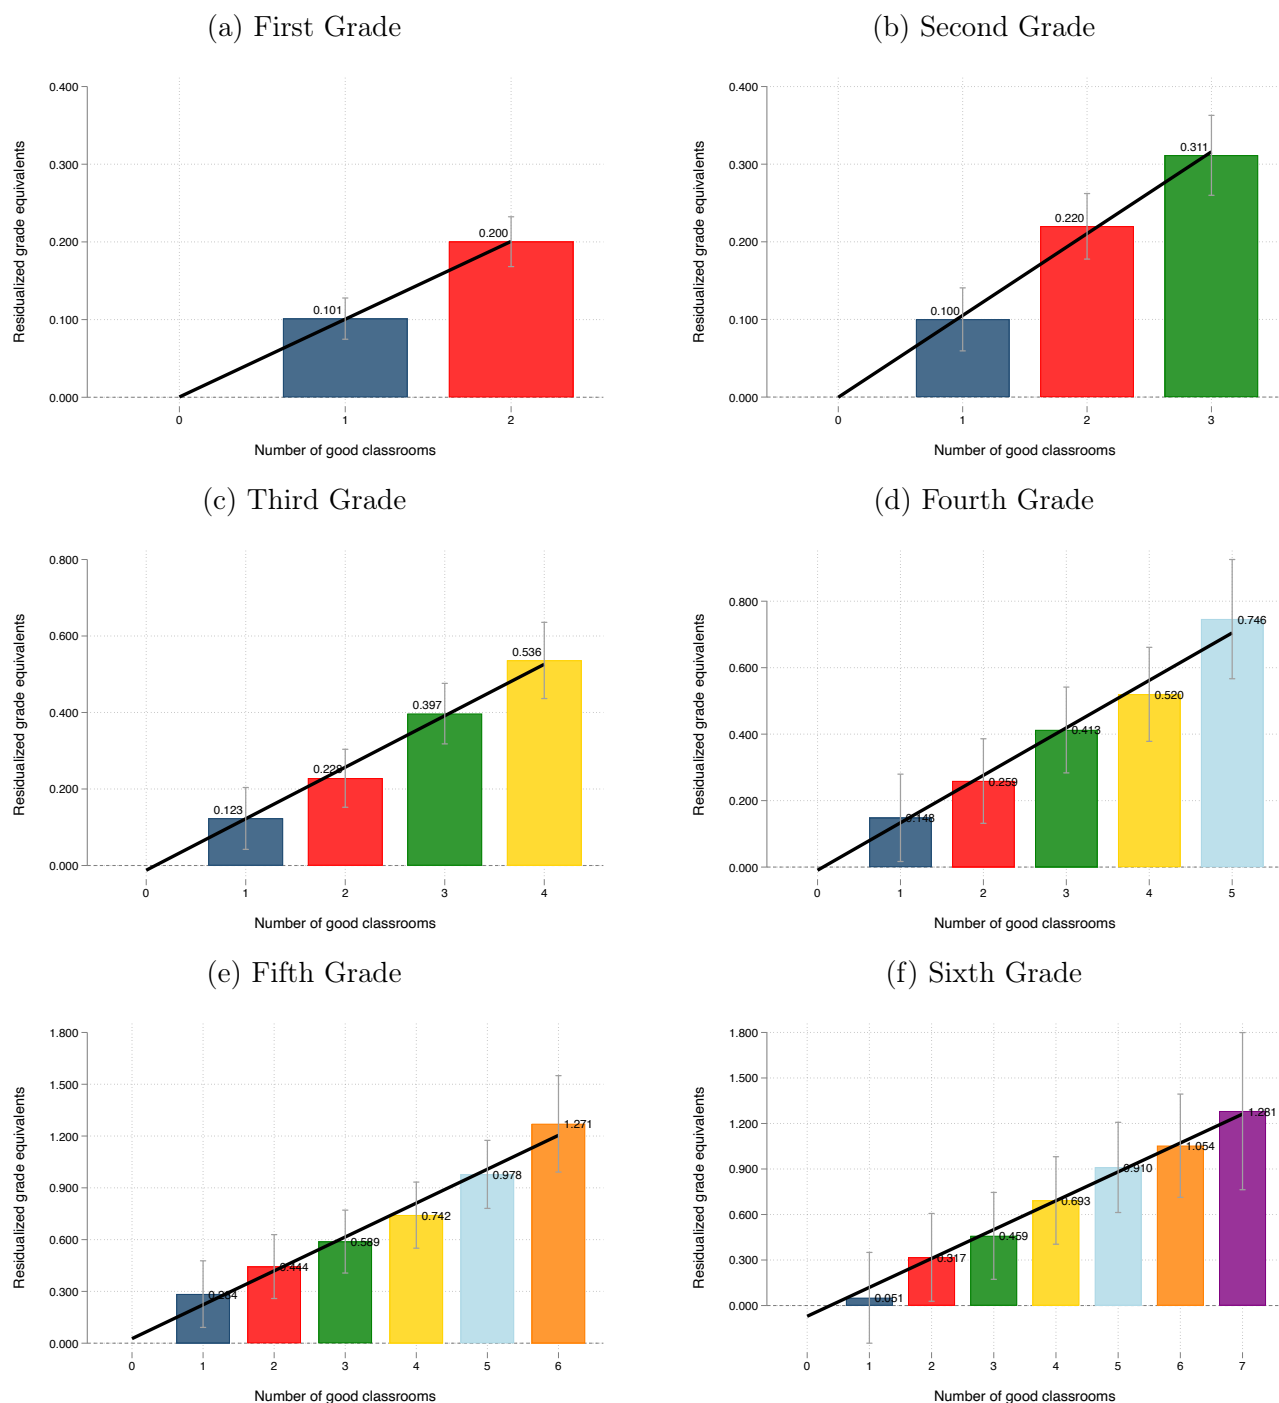 (a) First Grade
Residualized grade equivalents
0.400
0.300
0.200
0.100
0.000
0.101
0.200
0 1 2
Number of good classrooms
(b) Second Grade
Residualized grade equivalents
0.400
0.300
0.200
0.100
0.000
0.100
0.220
0.311
0 1 2 3
Number of good classrooms
(c) Third Grade
Residualized grade equivalents
0.800
0.600
0.400
0.200
0.000
0.123
0.228
0.397
0.536
0 1 2 3 4
Number of good classrooms
(d) Fourth Grade
Residualized grade equivalents
0.800
0.600
0.400
0.200
0.000
0.148
0.259
0.413
0.520
0.746
0 1 2 3 4 5
Number of good classrooms
(e) Fifth Grade
Residualized grade equivalents
1.800
1.500
1.200
0.900
0.600
0.300
0.000
0.284
0.444
0.589
0.742
0.978
1.271
0 1 2 3 4 5 6
Number of good classrooms
(f) Sixth Grade
Residualized grade equivalents
1.800
1.500
1.200
0.900
0.600
0.300
0.000
0.051
0.317
0.459
0.693
0.910
1.054
1.281
0 1 2 3 4 5 6 7
Number of good classrooms